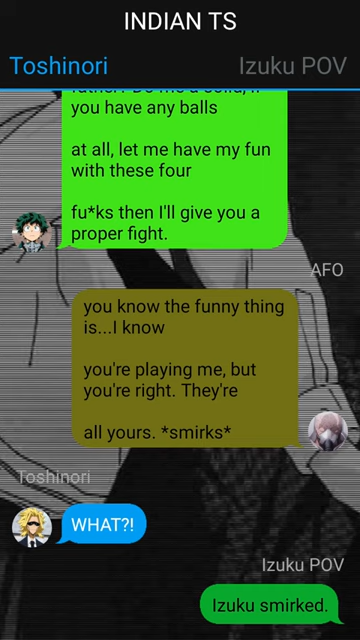 INDIAN TS
Toshinori
Izuku POV
you have any balls
at all, let me have my fun
with these four
fu*ks then I'll give you a
proper fight.
AFO
you know the funny thing
is...I know
you're playing me, but
you're right. They're
all yours. *smirks*
Toshinori
WHAT?!
Izuku POV
Izuku smirked.